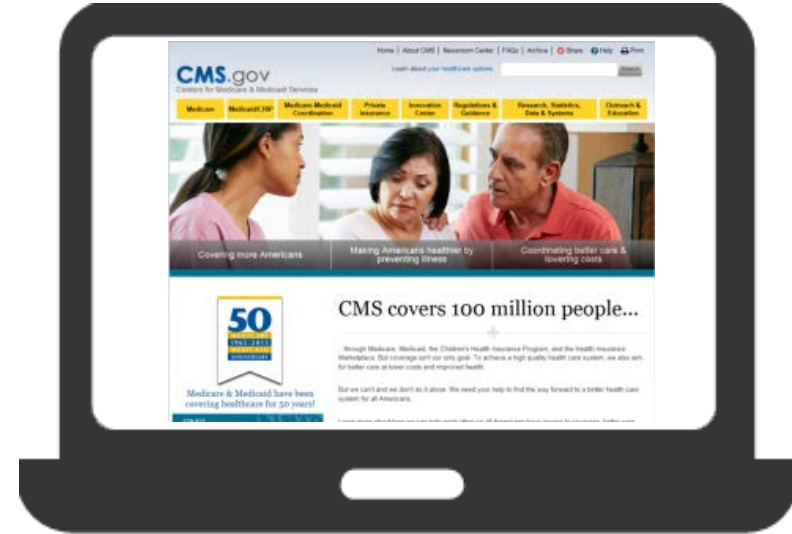 Home | About CMS | Newsroom Center | FAQs | Archive | Share Help Print
CMS.gov
Learn about your healthcare options
Search
Centers for Medicare & Medicaid Services
Medicare
Medicaid/CHIP
Medicare-Medicaid
Coordination
Private
Insurance
Innovation
Center
Regulations &
Guidance
Research, Statistics,
Data & Systems
Outreach &
Education
Covering more Americans
Making Americans healthier by
preventing illness
Coordinating better care &
lowering costs
50
MEDICARE
1965-2015
MEDICAID
ANNIVERSARY
Medicare & Medicaid have been
covering healthcare for 50 years!
CMS covers 100 million people...
...through Medicare, Medicaid, the Children's Health Insurance Program, and the Health Insurance
Marketplace. But coverage isn't our only goal. To achieve a high quality health care system, we also aim
for better care at lower costs and improved health.
But we can't and we don't do it alone. We need your help to find the way forward to a better health care
system for all Americans.